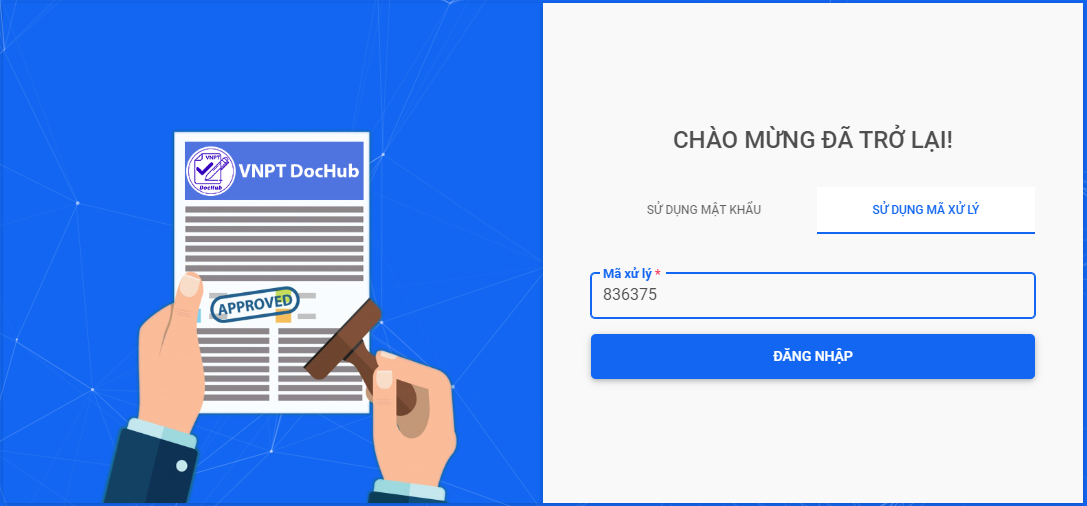 VNPT
DocHub
VNPT DocHub
APPROVED
CHÀO MỪNG ĐÃ TRỞ LẠI!
SỬ DỤNG MẬT KHẨU
SỬ DỤNG MÃ XỬ LÝ
Mã xử lý *
836375
ĐĂNG NHẬP